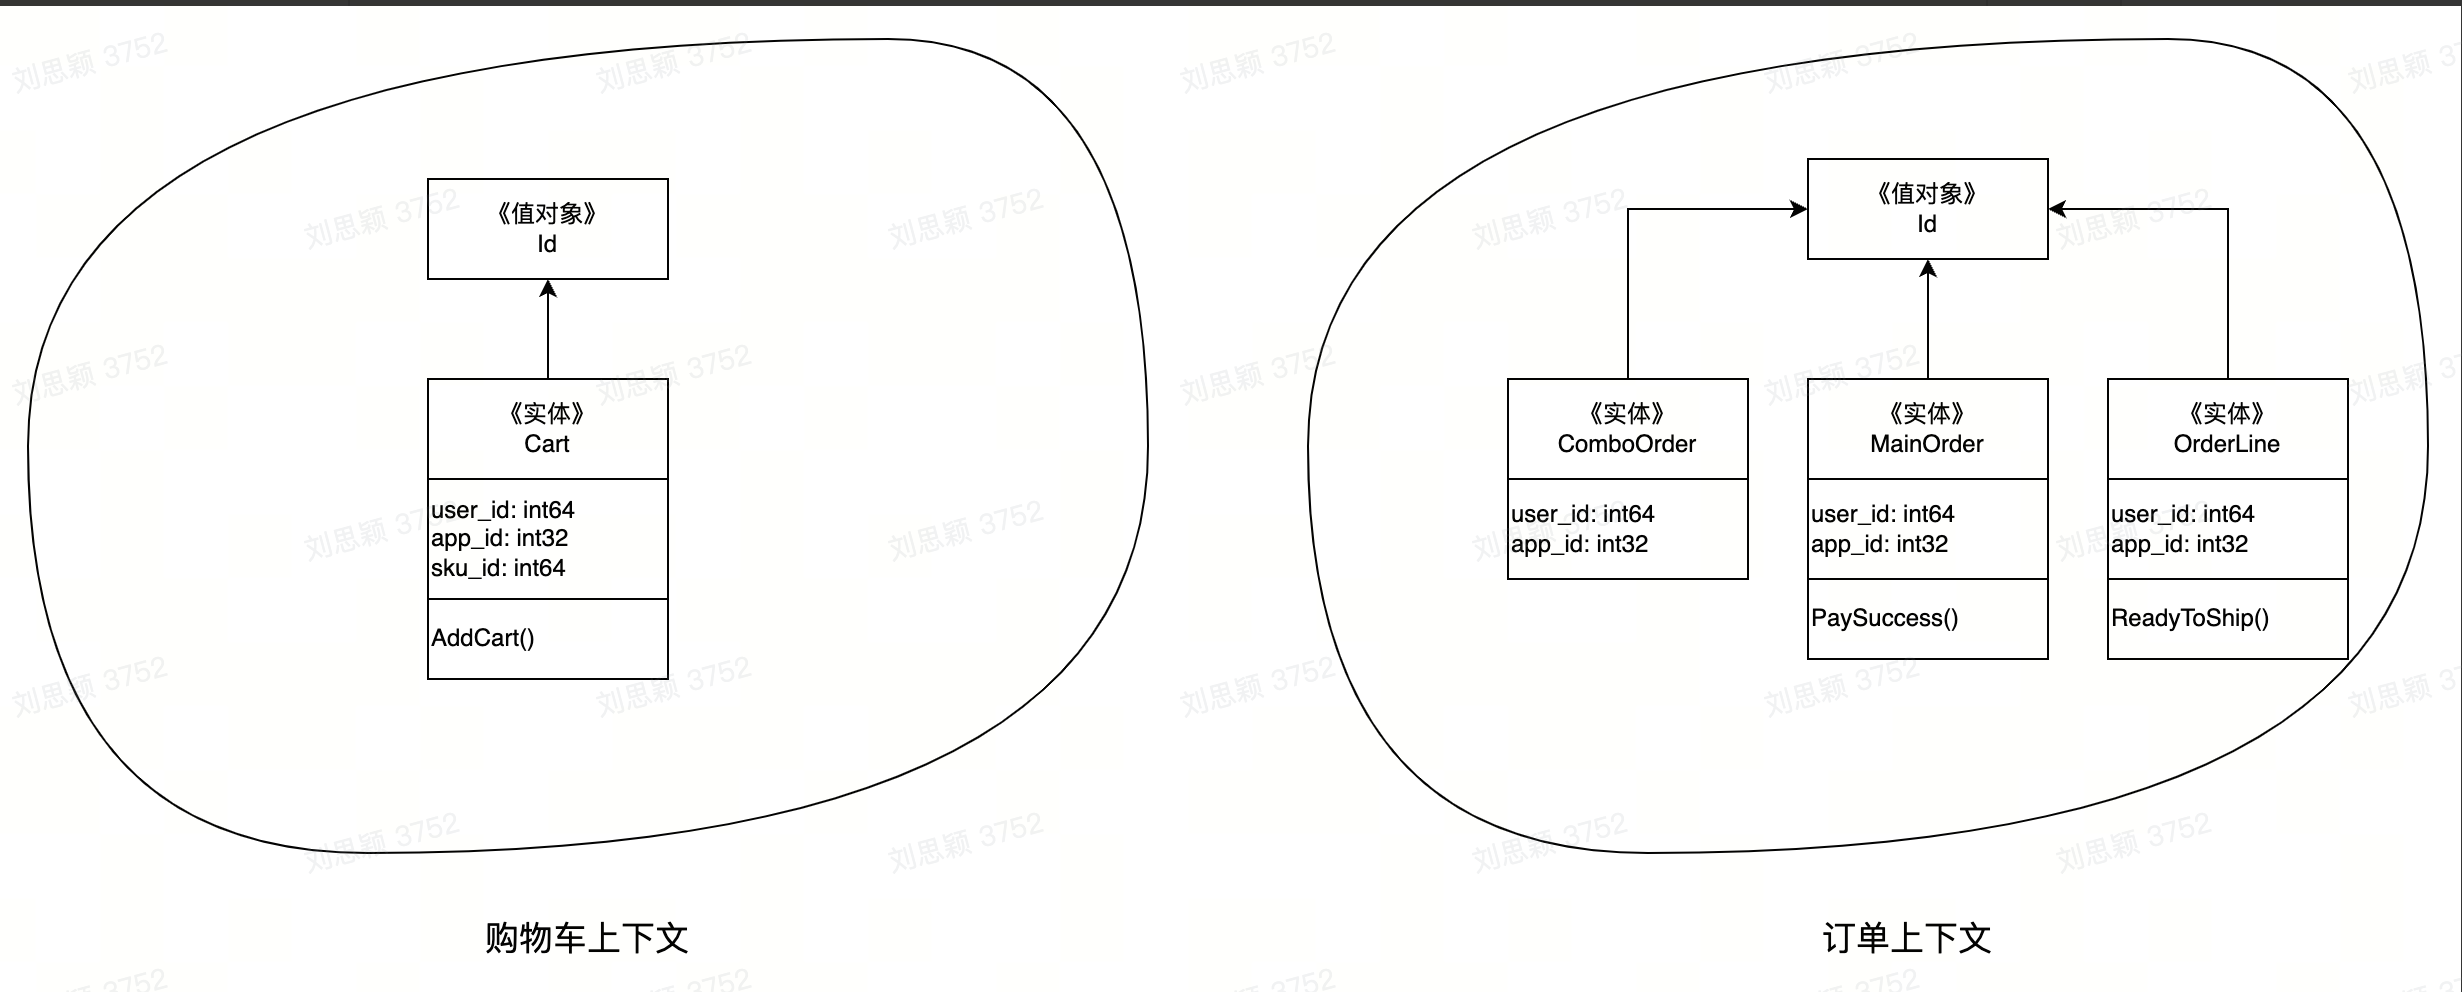 《值对象》
Id
《实体》
Cart
user_id: int64
app_id: int32
sku_id: int64
AddCart()
购物车上下文
《值对象》
Id
《实体》
ComboOrder
user_id: int64
app_id: int32
《实体》
MainOrder
user_id: int64
app_id: int32
PaySuccess()
《实体》
OrderLine
user_id: int64
app_id: int32
ReadyToShip()
订单上下文
刘思颖 3752